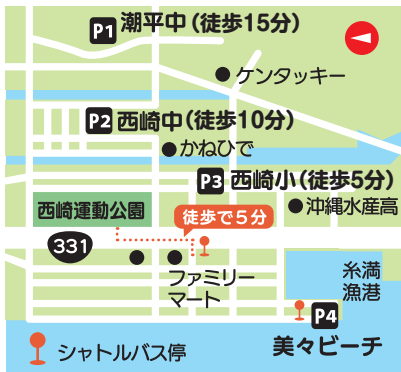 P1 潮平中(徒歩15分)
ケンタッキー
P2 西崎中(徒歩10分)
かねひで
P3 西崎小(徒歩5分)
沖縄水産高
西崎運動公園
徒歩で5分
331
ファミリー
マート
糸満
漁港
P4
美々ビーチ
シャトルバス停